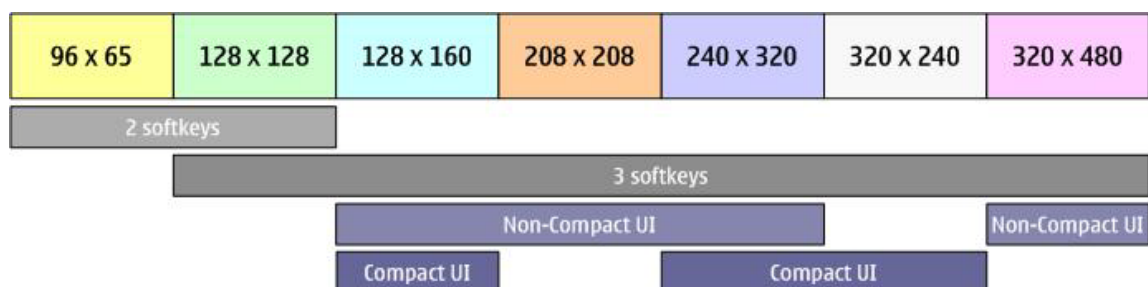 96 x 65 128 x 128 128 x 160 208 x 208 240 x 320 320 x 240 320 x 480
2 softkeys
3 softkeys
Non-Compact UI Non-Compact UI
Compact UI Compact UI